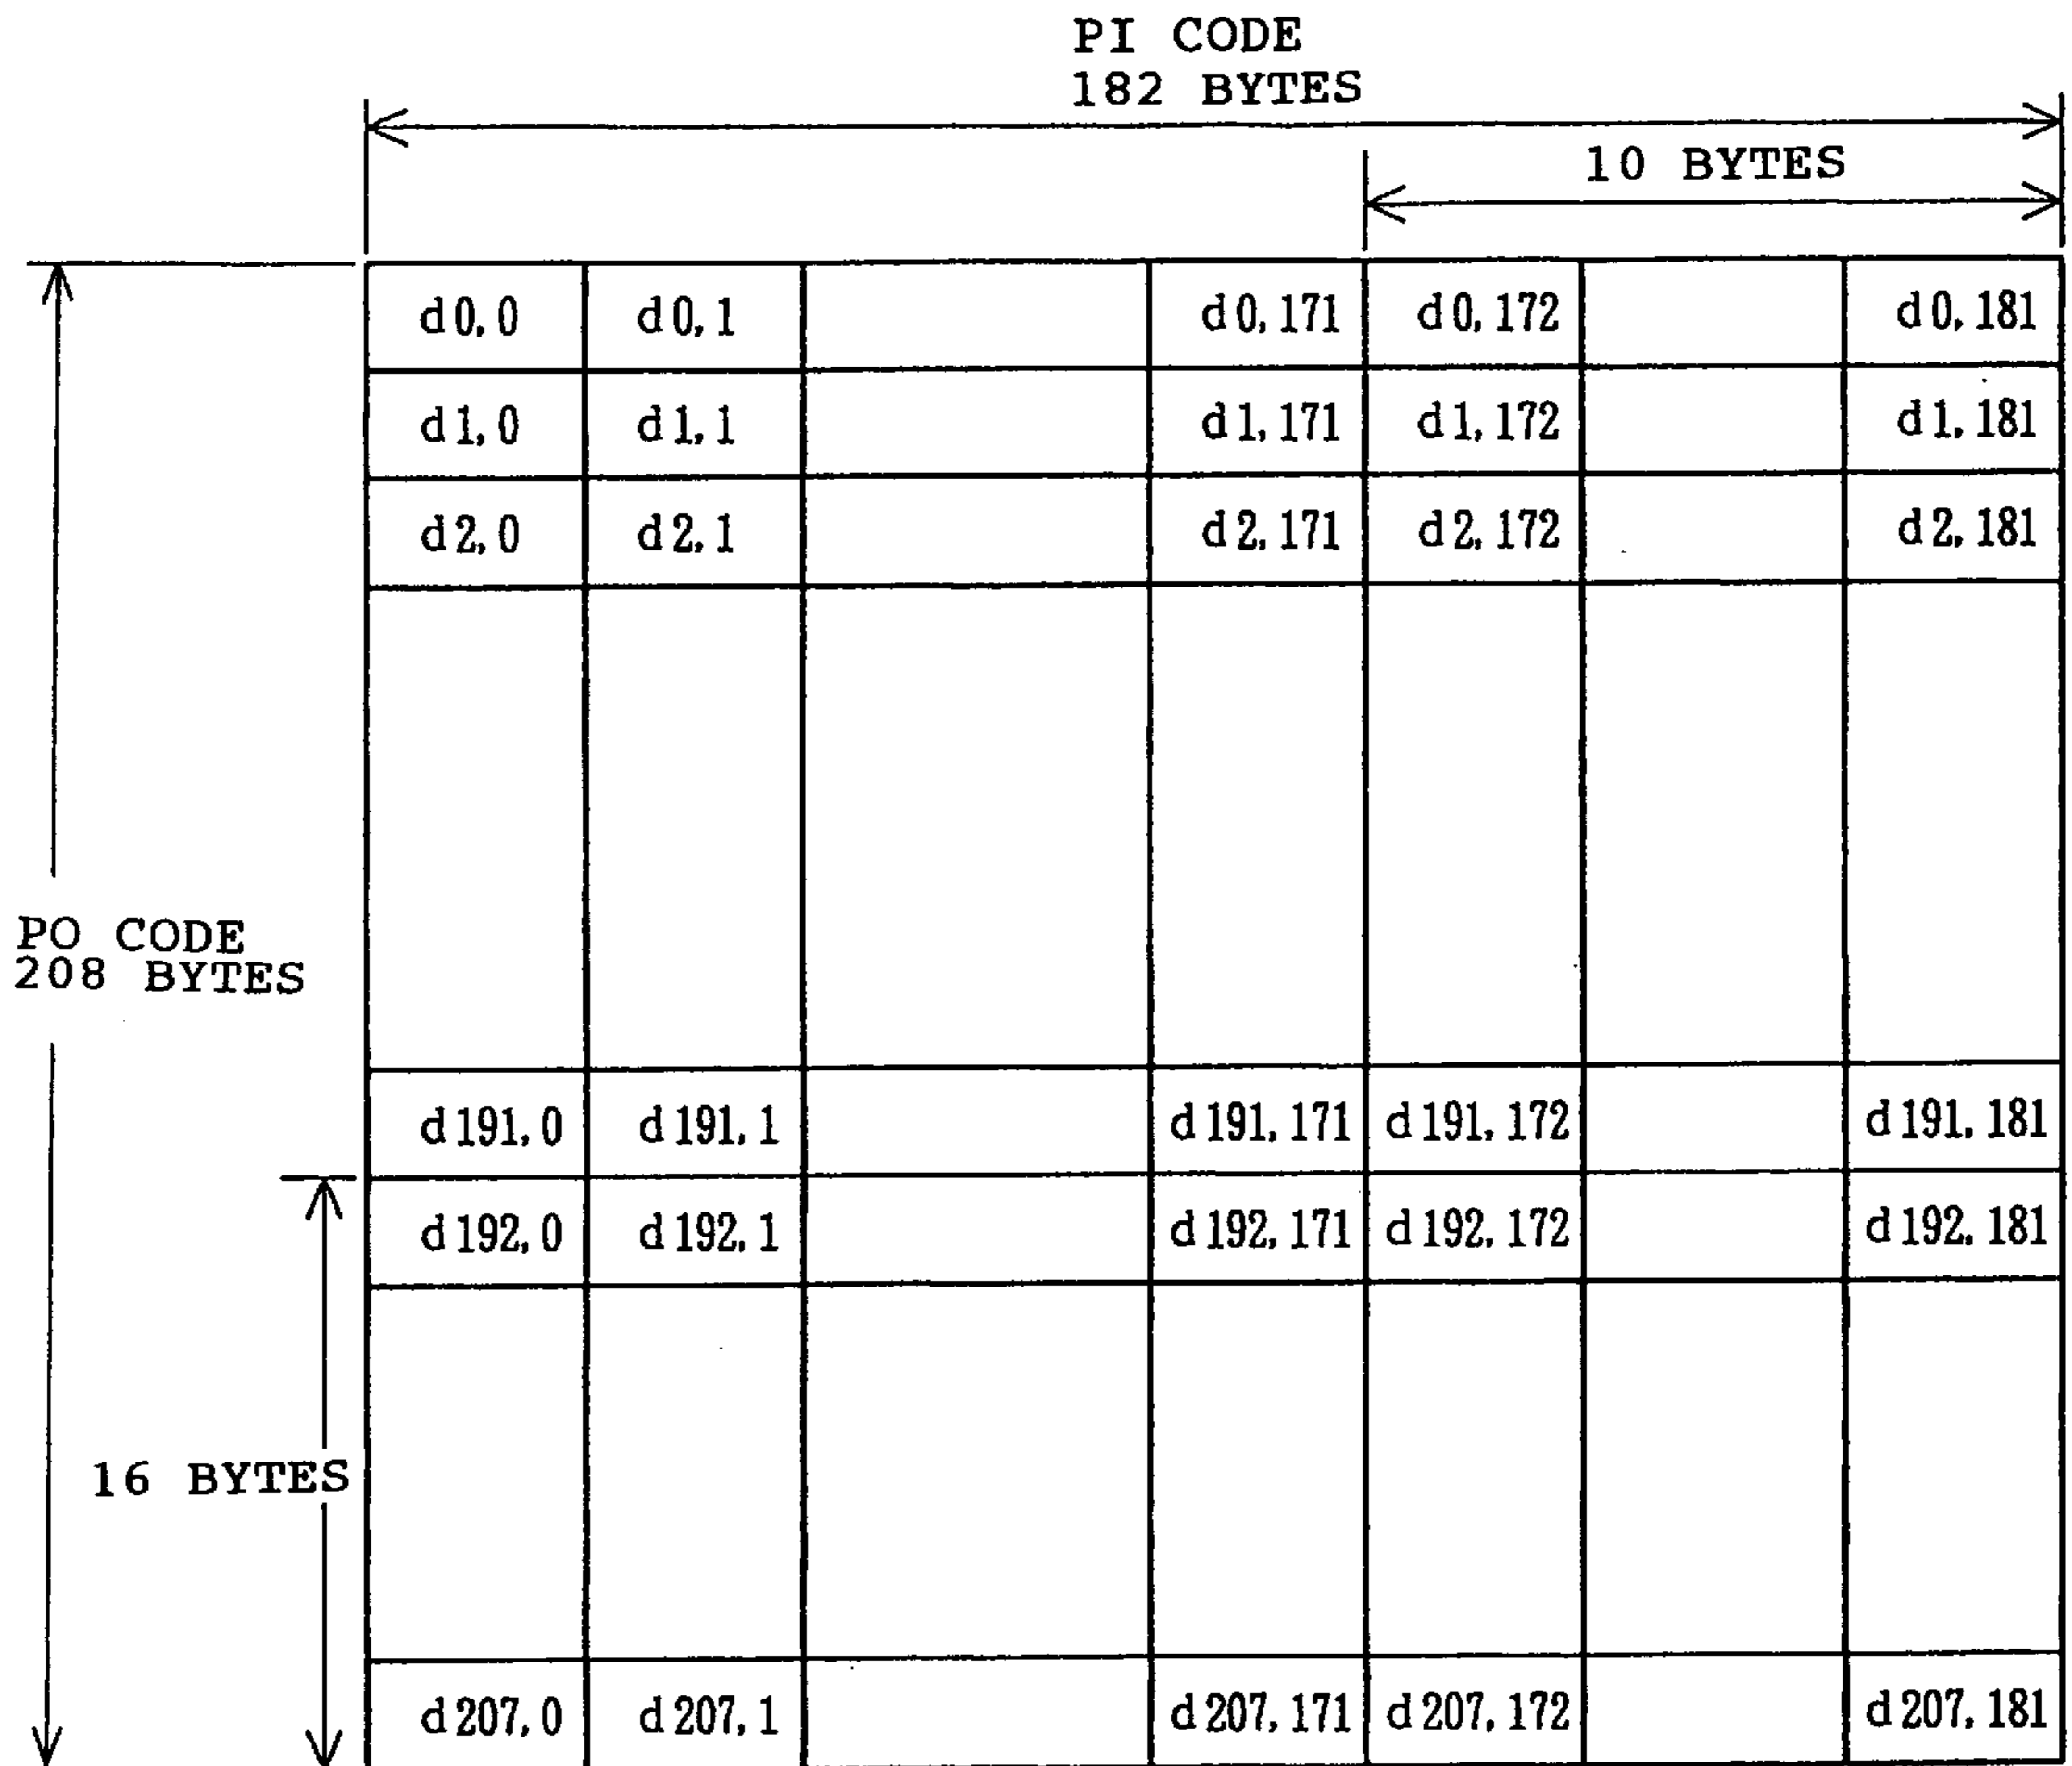 PI CODE
182 BYTES
10 BYTES
d0,0 d0,1 d0,171 d0,172 d0,181
d1,0 d1,1 d1,171 d1,172 d1,181
d2,0 d2,1 d2,171 d2,172 d2,181
PO CODE
208 BYTES
d191,0 d191,1 d191,171 d191,172 d191,181
d192,0 d192,1 d192,171 d192,172 d192,181
16 BYTES
d207,0 d207,1 d207,171 d207,172 d207,181